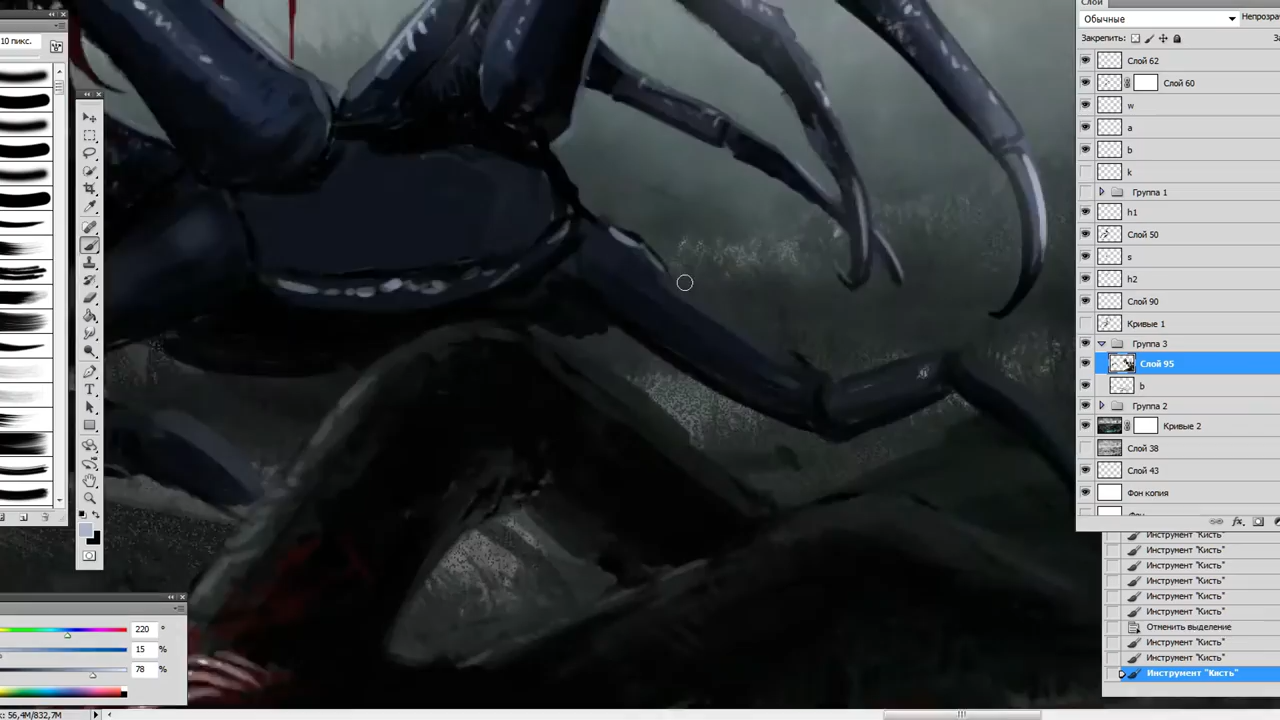 10 пикс.
220 °
15 %
78 %
к: 56,4M/832,7M
Слои
Обычные
Непрозра
Закрепить:
За
Слой 62
Слой 60
w
a
b
k
Группа 1
h1
Слой 50
s
h2
Слой 90
Кривые 1
Группа 3
Слой 95
b
Группа 2
Кривые 2
Слой 38
Слой 43
Фон копия
Фон
Инструмент "Кисть"
Инструмент "Кисть"
Инструмент "Кисть"
Инструмент "Кисть"
Инструмент "Кисть"
Инструмент "Кисть"
Отменить выделение
Инструмент "Кисть"
Инструмент "Кисть"
Инструмент "Кисть"